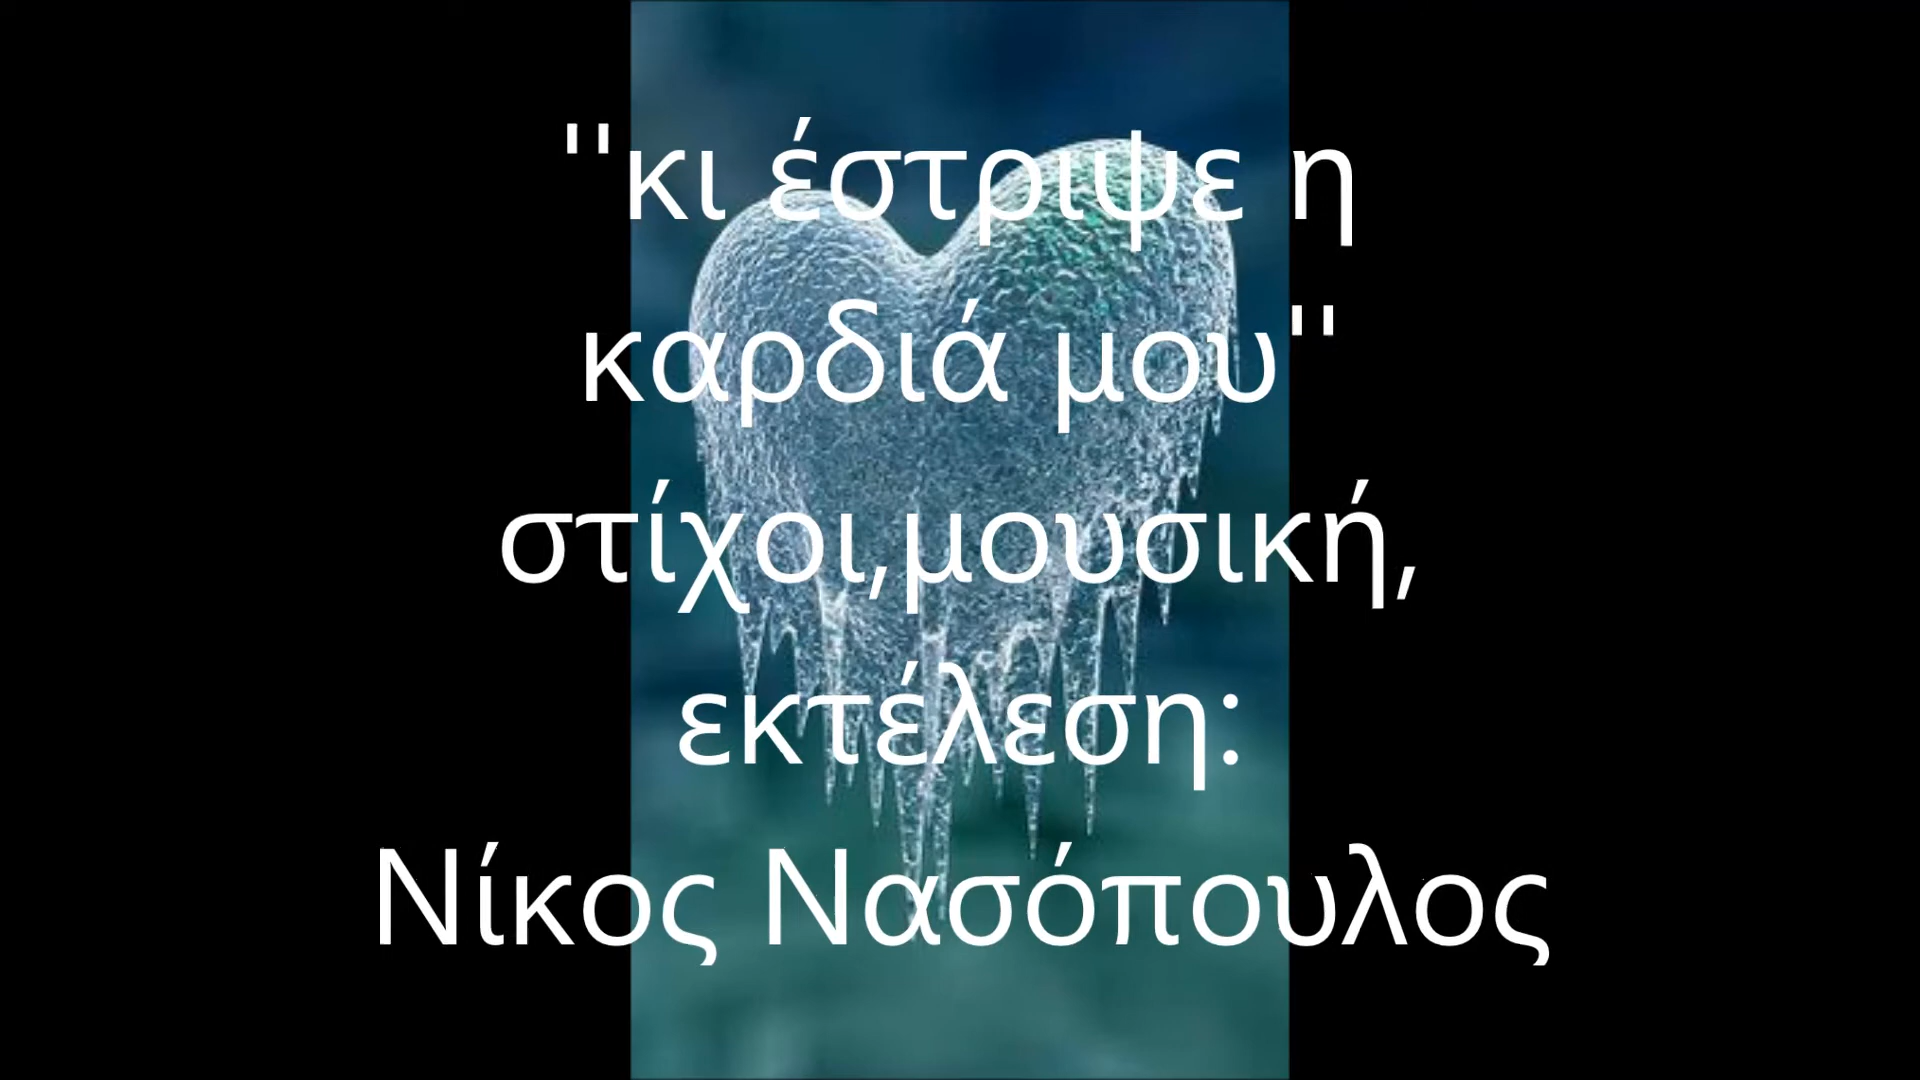 ''κι έστριψε η
καρδιά μου''
στίχοι,μουσική,
εκτέλεση:
Νίκος Νασόπουλος